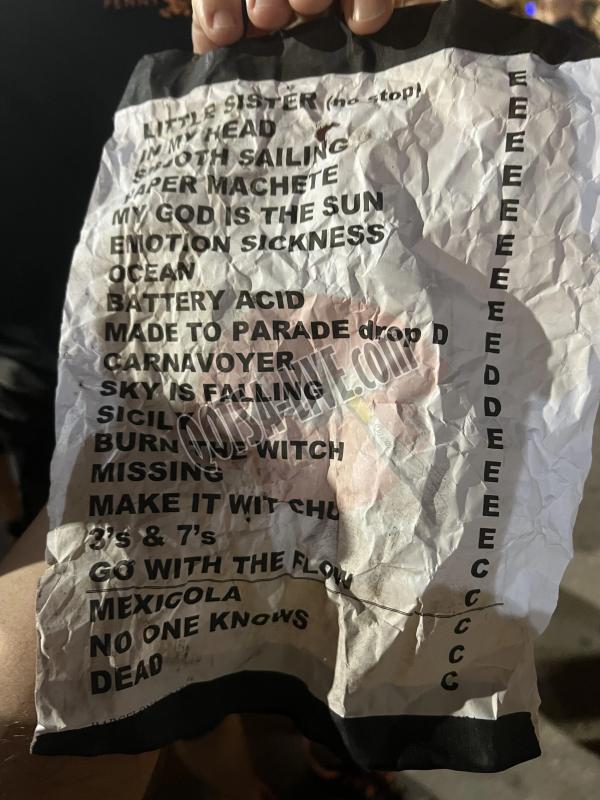 LITTLE SISTER (no stop) E
IN MY HEAD E
SMOOTH SAILING E
PAPER MACHETE E
MY GOD IS THE SUN E
EMOTION SICKNESS E
OCEAN E
BATTERY ACID E
MADE TO PARADE drop D E
CARNAVOYER D
SKY IS FALLING D
SICILY E
BURN THE WITCH E
MISSING E
MAKE IT WIT CHU E
3's & 7's C
GO WITH THE FLOW C
MEXICOLA C
NO ONE KNOWS C
DEAD C
QOTSA-LIVE.com